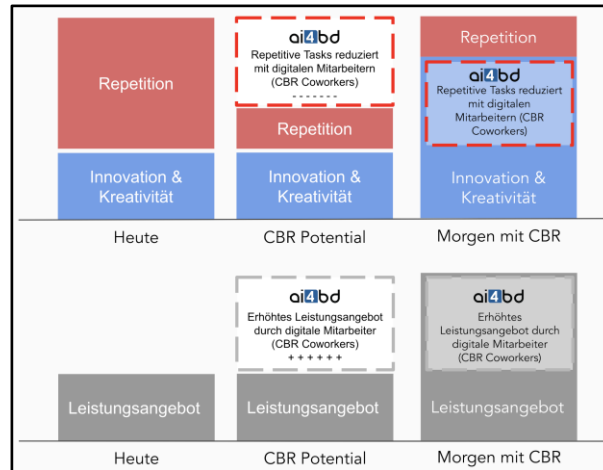 Repetition
Innovation &
Kreativität
Heute
ai4bd
Repetitive Tasks reduziert
mit digitalen Mitarbeitern
(CBR Coworkers)
- - - - - - -
Repetition
Innovation &
Kreativität
CBR Potential
Repetition
ai4bd
Repetitive Tasks reduziert
mit digitalen
Mitarbeitern (CBR
Coworkers)
Innovation &
Kreativität
Morgen mit CBR
Leistungsangebot
Heute
ai4bd
Erhöhtes Leistungsangebot
durch digitale Mitarbeiter
(CBR Coworkers)
+ + + + + +
Leistungsangebot
CBR Potential
ai4bd
Erhöhtes
Leistungsangebot durch
digitale Mitarbeiter
(CBR Coworkers)
Leistungsangebot
Morgen mit CBR